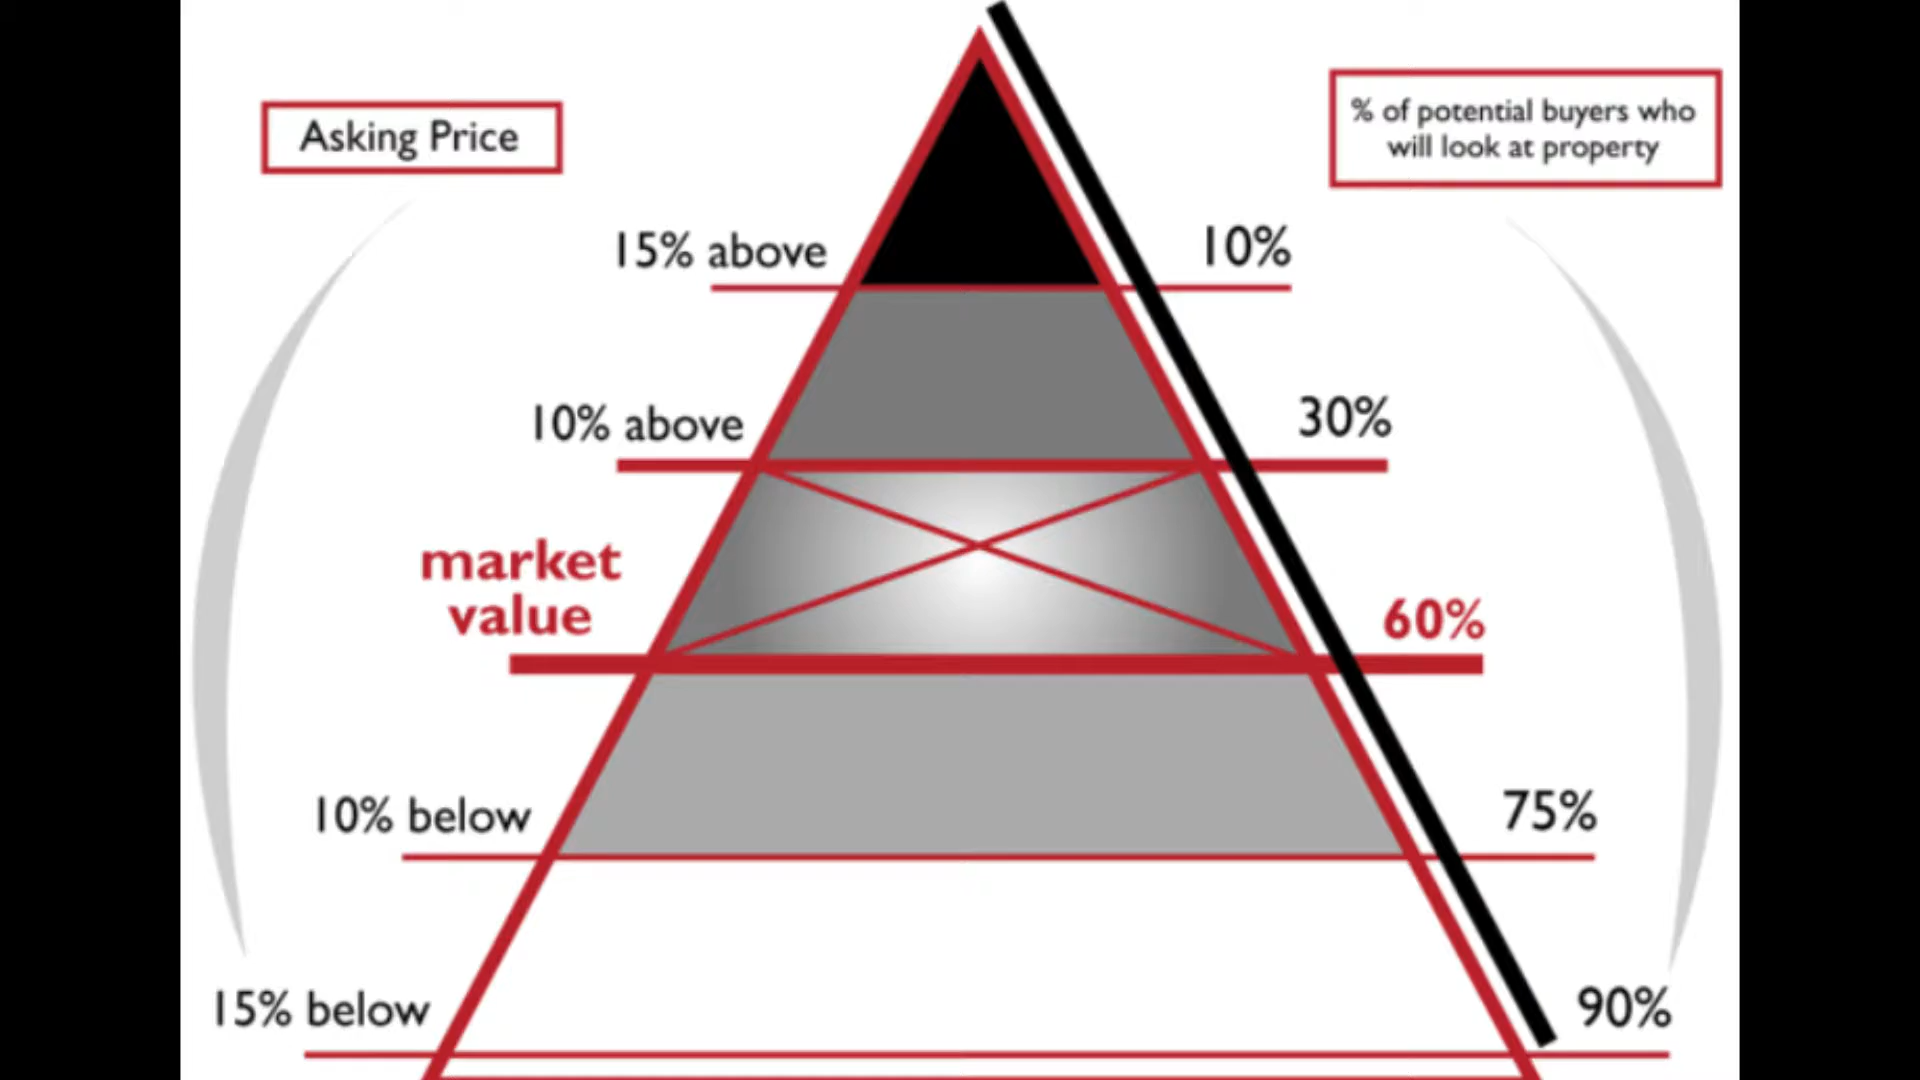 Asking Price
% of potential buyers who
will look at property
15% above
10%
10% above
30%
market
value
60%
10% below
75%
15% below
90%